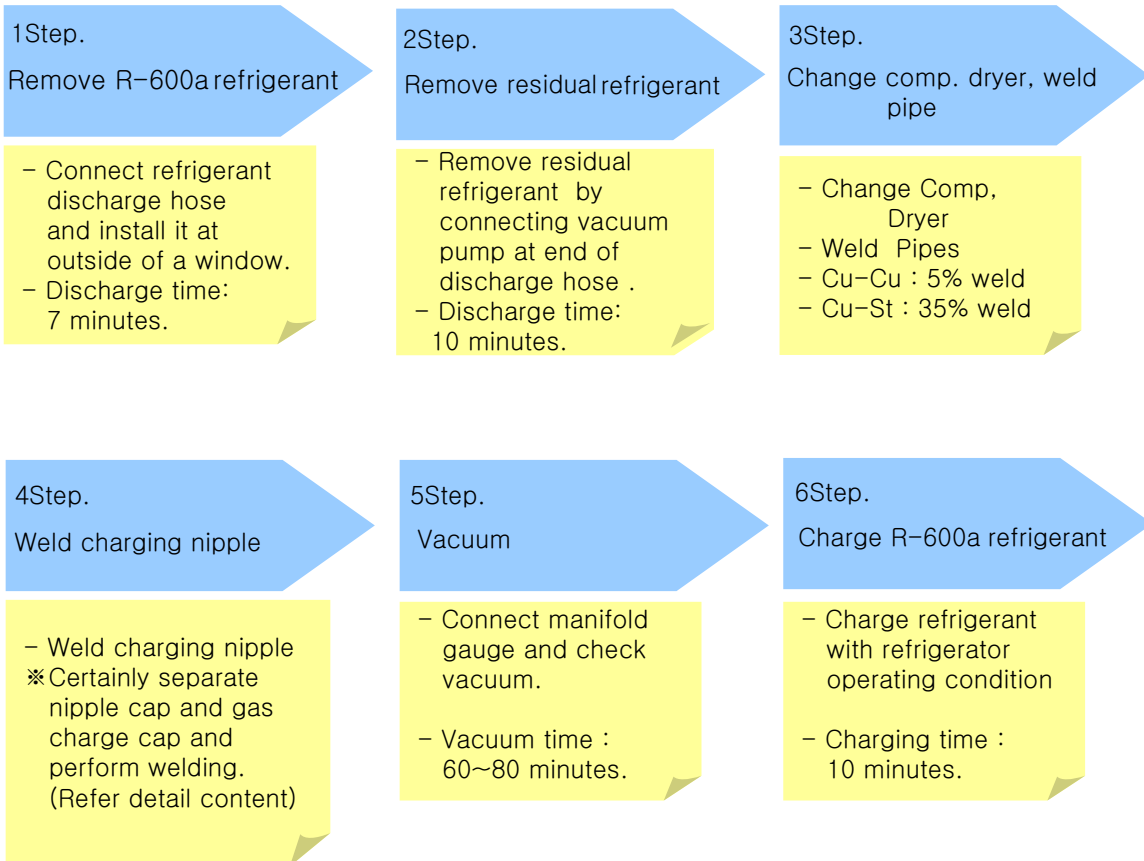 1Step.
Remove R-600a refrigerant
- Connect refrigerant
discharge hose
and install it at
outside of a window.
- Discharge time:
7 minutes.
2Step.
Remove residual refrigerant
- Remove residual
refrigerant by
connecting vacuum
pump at end of
discharge hose .
- Discharge time:
10 minutes.
3Step.
Change comp. dryer, weld
pipe
- Change Comp,
Dryer
- Weld Pipes
- Cu-Cu : 5% weld
- Cu-St : 35% weld
4Step.
Weld charging nipple
- Weld charging nipple
※Certainly separate
nipple cap and gas
charge cap and
perform welding.
(Refer detail content)
5Step.
Vacuum
- Connect manifold
gauge and check
vacuum.
- Vacuum time :
60~80 minutes.
6Step.
Charge R-600a refrigerant
- Charge refrigerant
with refrigerator
operating condition
- Charging time :
10 minutes.